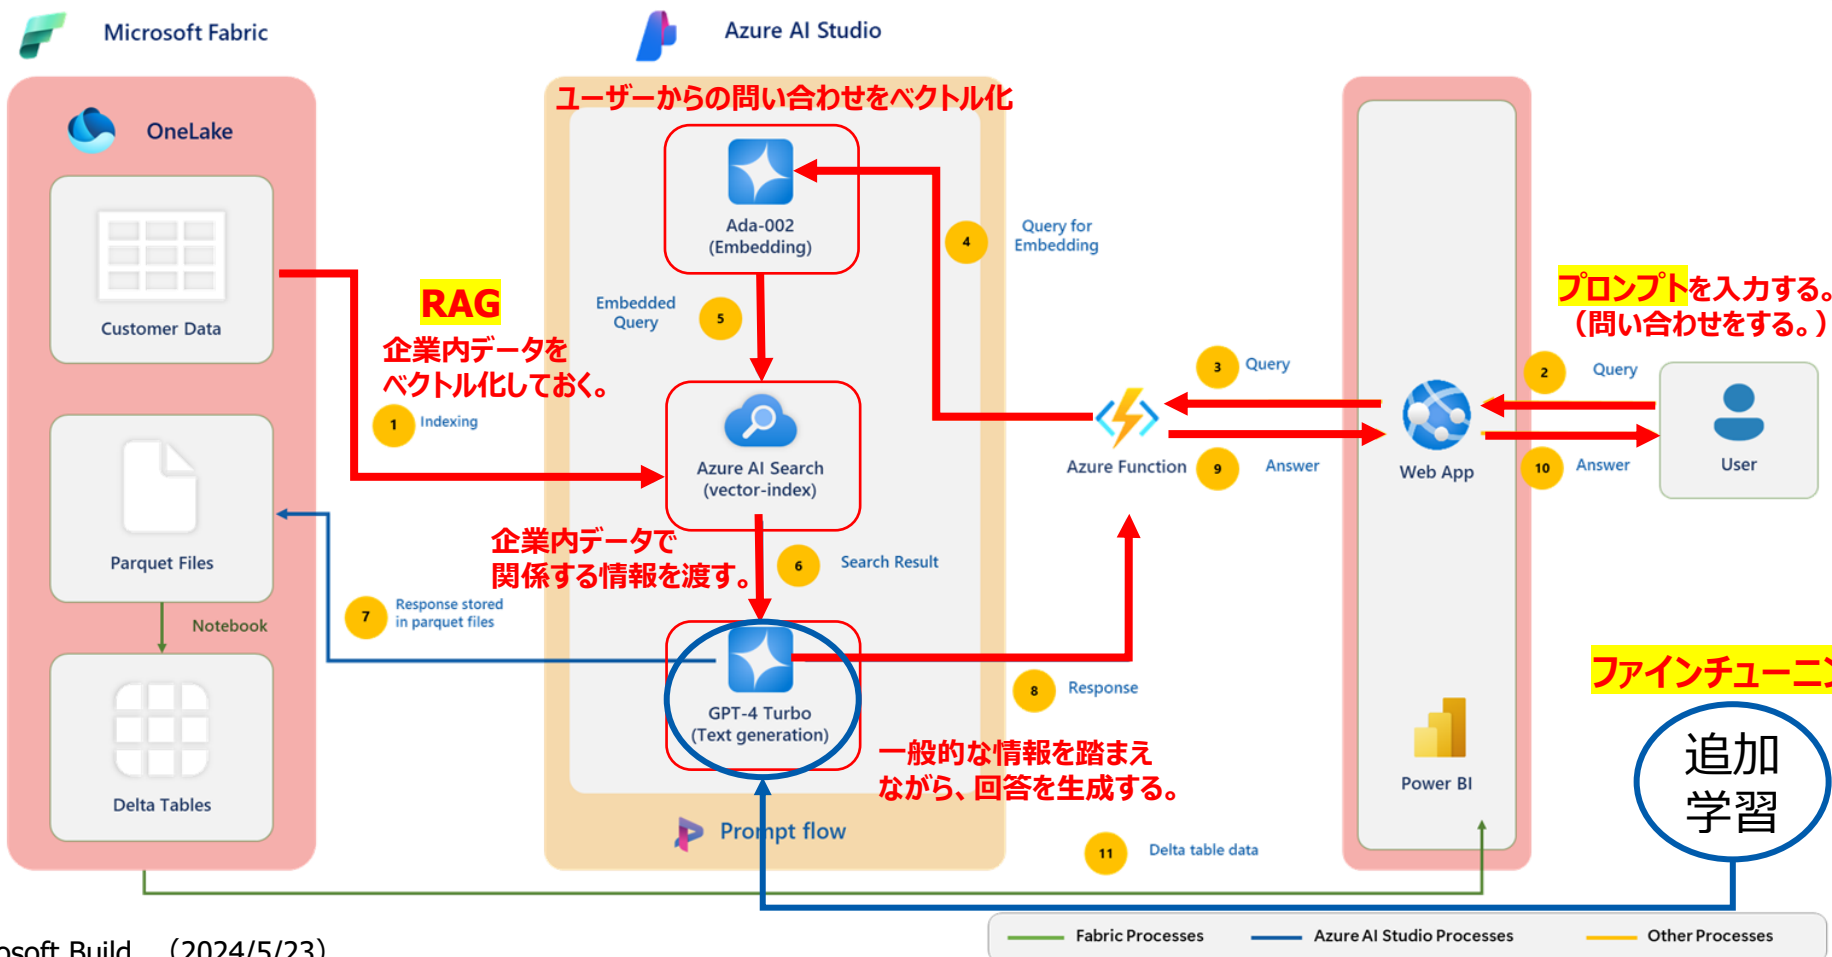 Microsoft Fabric
Azure AI Studio
OneLake
Customer Data
Parquet Files
Notebook
Delta Tables
RAG
企業内データを
ベクトル化しておく。
1
Indexing
7
Response stored
in parquet files
ユーザーからの問い合わせをベクトル化
Ada-002
(Embedding)
Embedded
Query
5
Azure AI Search
(vector-index)
企業内データで
関係する情報を渡す。
6
Search Result
GPT-4 Turbo
(Text generation)
一般的な情報を踏まえ
ながら、回答を生成する。
Prompt flow
4
Query for
Embedding
8
Response
Azure Function
3
Query
9
Answer
Web App
2
Query
10
Answer
User
プロンプトを入力する。
（問い合わせをする。）
Power BI
ファインチューニン
追加
学習
11
Delta table data
Fabric Processes
Azure AI Studio Processes
Other Processes
osoft Build （2024/5/23）